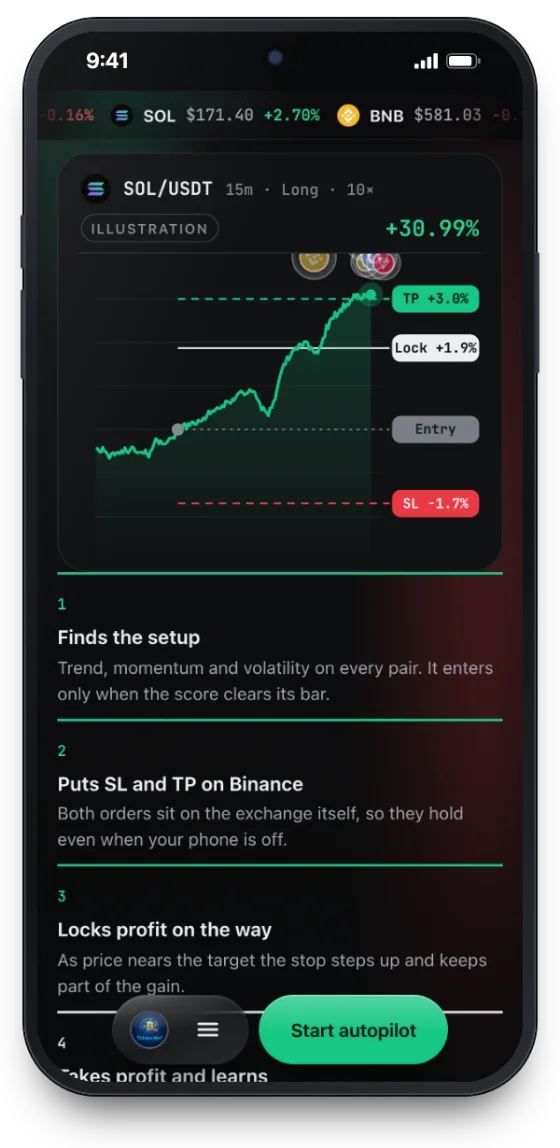 9:41
0.16% SOL $171.40 +2.70% BNB $581.03 -0.
SOL/USDT 15m · Long · 10×
ILLUSTRATION +30.99%
TP +3.0%
Lock +1.9%
Entry
SL -1.7%
1
Finds the setup
Trend, momentum and volatility on every pair. It enters
only when the score clears its bar.
2
Puts SL and TP on Binance
Both orders sit on the exchange itself, so they hold
even when your phone is off.
3
Locks profit on the way
As price nears the target the stop steps up and keeps
part of the gain.
Start autopilot
4
Takes profit and learns